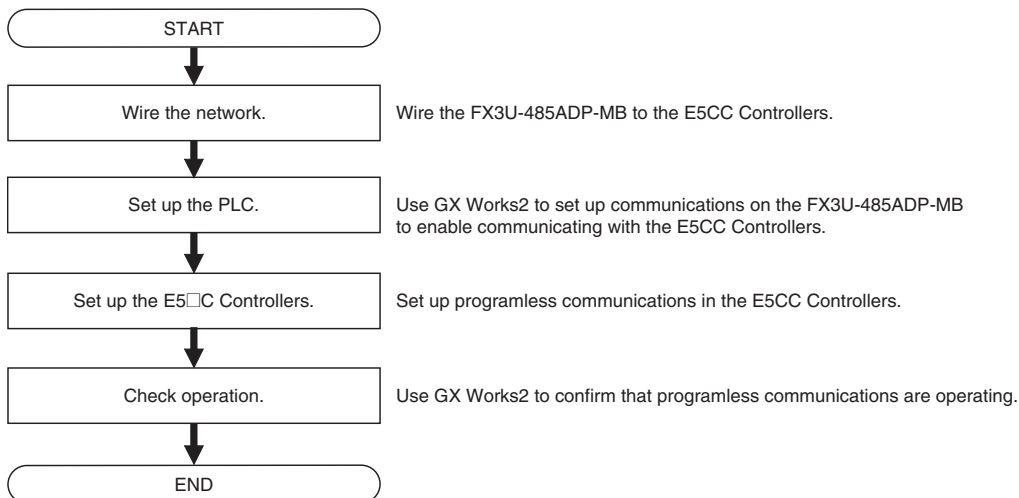 START
Wire the network.
Wire the FX3U-485ADP-MB to the E5CC Controllers.
Set up the PLC.
Use GX Works2 to set up communications on the FX3U-485ADP-MB
to enable communicating with the E5CC Controllers.
Set up the E5□C Controllers.
Set up programless communications in the E5CC Controllers.
Check operation.
Use GX Works2 to confirm that programless communications are operating.
END